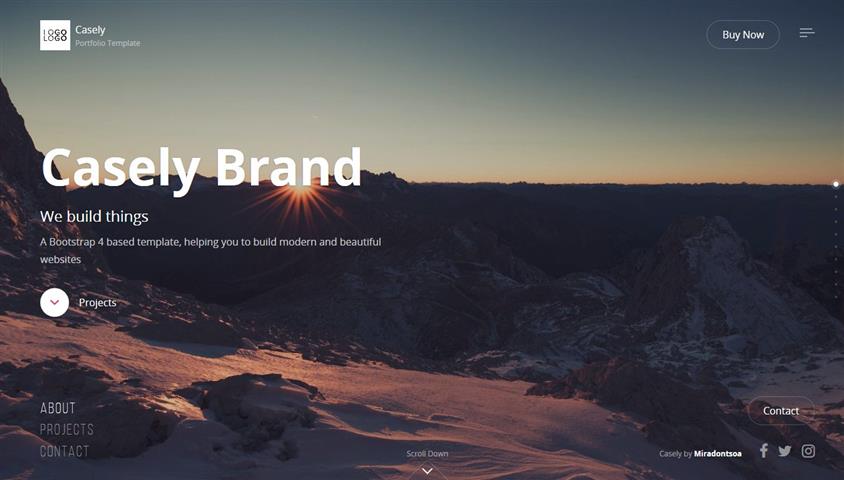 LOGO
LOGO
Casely
Portfolio Template
Buy Now
Casely Brand
We build things
A Bootstrap 4 based template, helping you to build modern and beautiful
websites
Projects
ABOUT
PROJECTS
CONTACT
Scroll Down
Contact
Casely by Miradontsoa